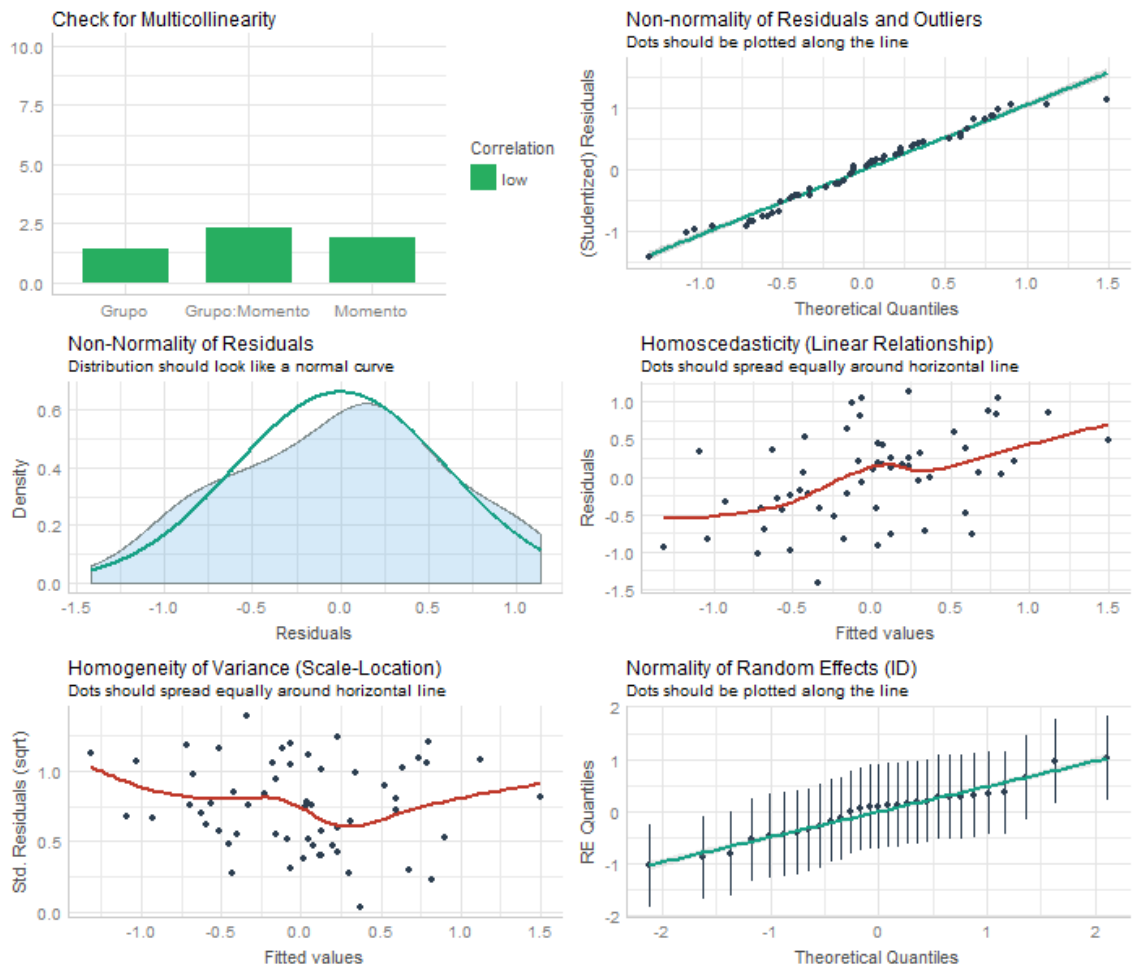 Check for Multicollinearity
10.0
7.5
5.0
2.5
0.0
Grupo Grupo:Momento Momento
Correlation
low
Non-normality of Residuals and Outliers
Dots should be plotted along the line
(Studentized) Residuals
1
0
-1
-1.0 -0.5 0.0 0.5 1.0 1.5
Theoretical Quantiles
Non-Normality of Residuals
Distribution should look like a normal curve
Density
0.6
0.4
0.2
0.0
-1.5 -1.0 -0.5 0.0 0.5 1.0
Residuals
Homoscedasticity (Linear Relationship)
Dots should spread equally around horizontal line
Residuals
1.0
0.5
0.0
-0.5
-1.0
-1.5
-1.0 -0.5 0.0 0.5 1.0 1.5
Fitted values
Homogeneity of Variance (Scale-Location)
Dots should spread equally around horizontal line
Std. Residuals (sqrt)
1.0
0.5
0.0
-1.0 -0.5 0.0 0.5 1.0 1.5
Fitted values
Normality of Random Effects (ID)
Dots should be plotted along the line
RE Quantiles
2
1
0
-1
-2
-2 -1 0 1 2
Theoretical Quantiles